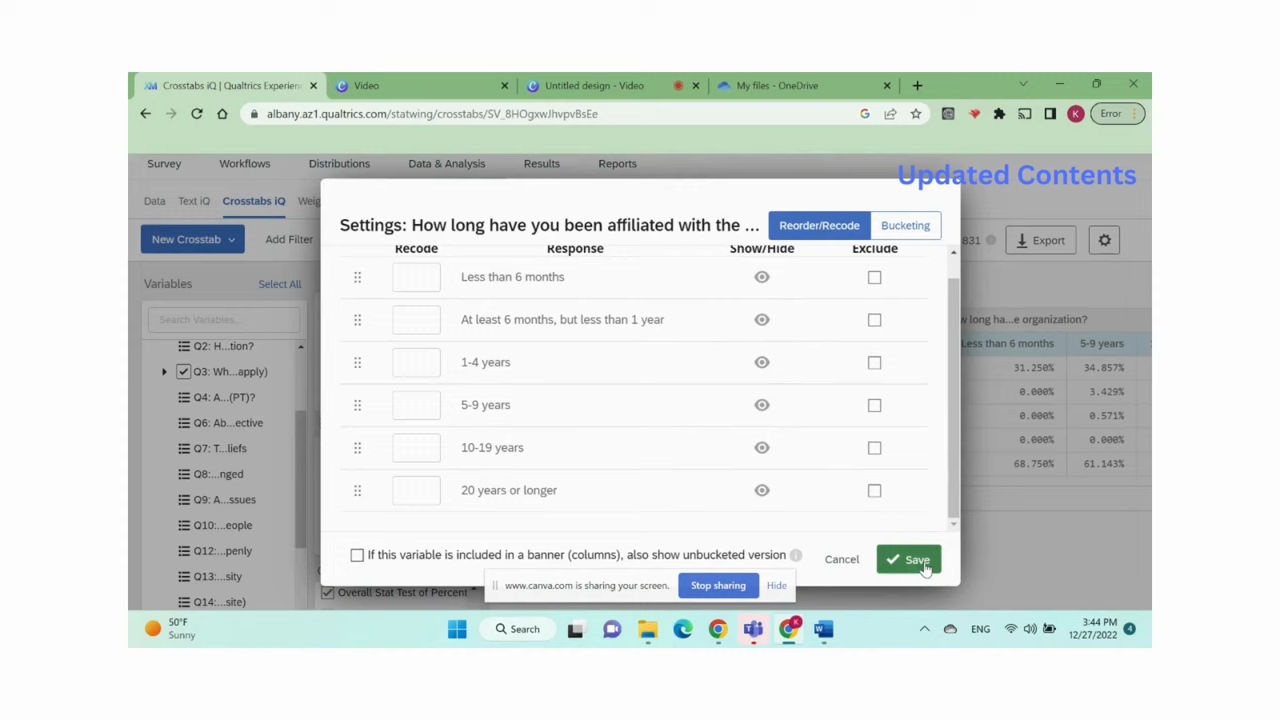 Crosstabs iQ | Qualtrics Experien
Video
Untitled design - Video
My files - OneDrive
albany.az1.qualtrics.com/statwing/crosstabs/SV_8HOgxwJhvpvBsEe
K
Error
Survey Workflows Distributions Data & Analysis Results Reports
Updated Contents
Data Text iQ Crosstabs iQ Weig
New Crosstab
Add Filter
831
Export
Settings: How long have you been affiliated with the ...
Reorder/Recode
Bucketing
Recode Response Show/Hide Exclude
Variables
Select All
Search Variables...
Q2: H...tion?
Q3: Wh...apply)
Q4: A...(PT)?
Q6: Ab...ective
Q7: T...liefs
Q8:...nged
Q9: A...ssues
Q10:...eople
Q12:...penly
Q13:...sity
Q14:...site)
Less than 6 months
At least 6 months, but less than 1 year
1-4 years
5-9 years
10-19 years
20 years or longer
w long ha...e organization?
Less than 6 months 5-9 years
31.250% 34.857%
0.000% 3.429%
0.000% 0.571%
0.000% 0.000%
68.750% 61.143%
If this variable is included in a banner (columns), also show unbucketed version
Cancel
Save
Overall Stat Test of Percent
www.canva.com is sharing your screen.
Stop sharing
Hide
50°F
Sunny
Search
ENG
3:44 PM
12/27/2022
4